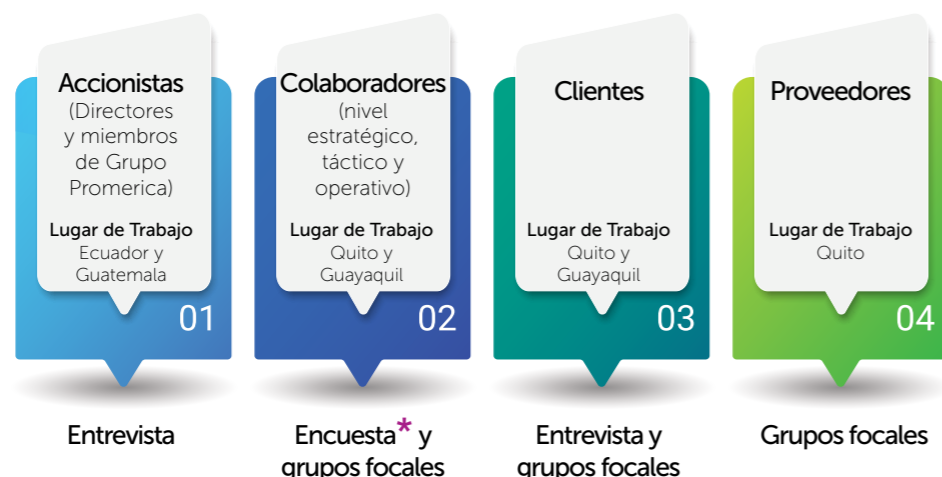 Accionistas
(Directores
y miembros
de Grupo
Promerica)
Lugar de Trabajo
Ecuador y
Guatemala
01
Entrevista
Colaboradores
(nivel
estratégico,
táctico y
operativo)
Lugar de Trabajo
Quito y
Guayaquil
02
Encuesta* y
grupos focales
Clientes
Lugar de Trabajo
Quito y
Guayaquil
03
Entrevista y
grupos focales
Proveedores
Lugar de Trabajo
Quito
04
Grupos focales